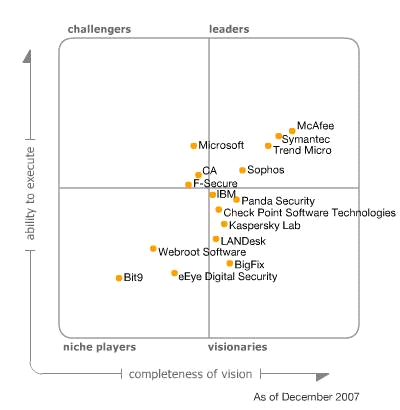 challengers
leaders
McAfee
Symantec
Microsoft
Trend Micro
CA
Sophos
F-Secure
IBM
Panda Security
Check Point Software Technologies
Kaspersky Lab
LANDesk
Webroot Software
BigFix
Bit9
eEye Digital Security
ability to execute
niche players
visionaries
completeness of vision
As of December 2007